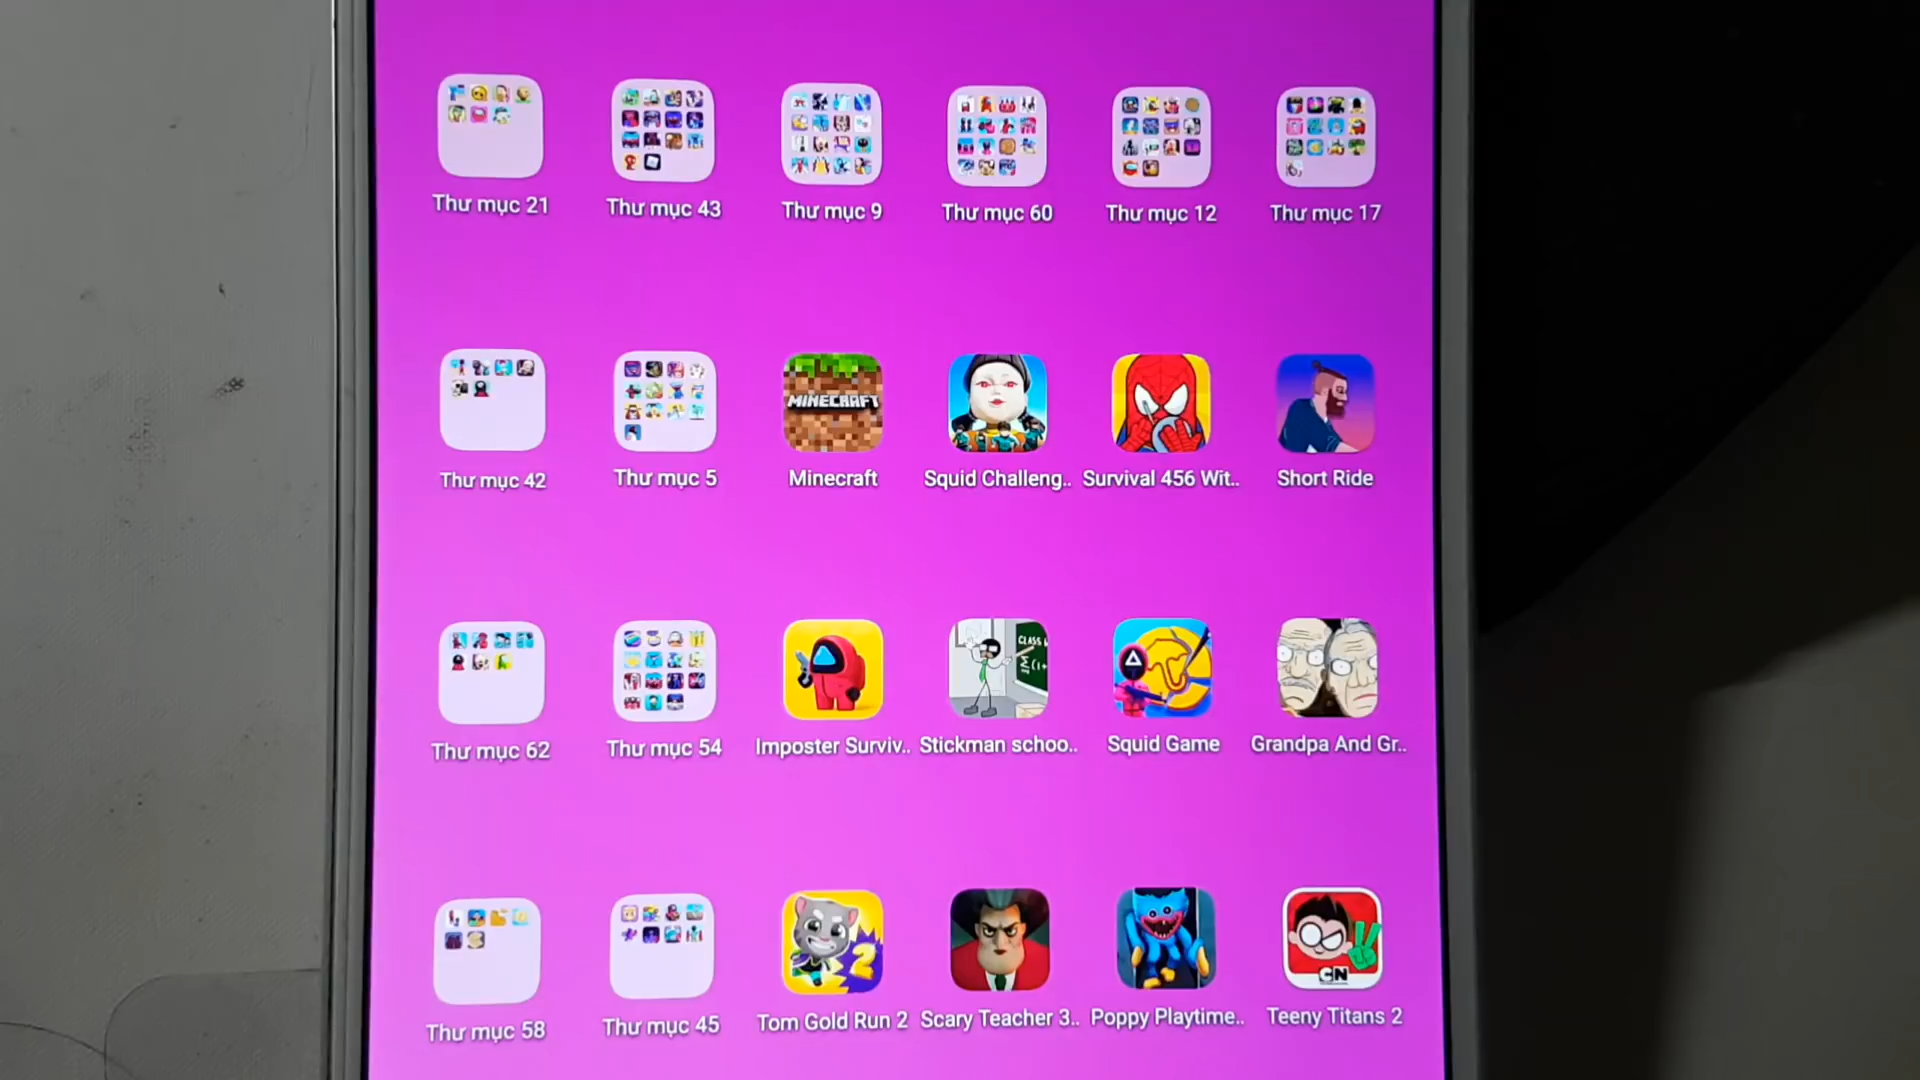 Thư mục 21
Thư mục 43
Thư mục 9
Thư mục 60
Thư mục 12
Thư mục 17
MINECRAFT
Thư mục 42
Thư mục 5
Minecraft
Squid Challeng..
Survival 456 Wit..
Short Ride
CLASS
Thư mục 62
Thư mục 54
Imposter Surviv..
Stickman schoo..
Squid Game
Grandpa And Gr..
2
CN
Thư mục 58
Thư mục 45
Tom Gold Run 2
Scary Teacher 3..
Poppy Playtime..
Teeny Titans 2